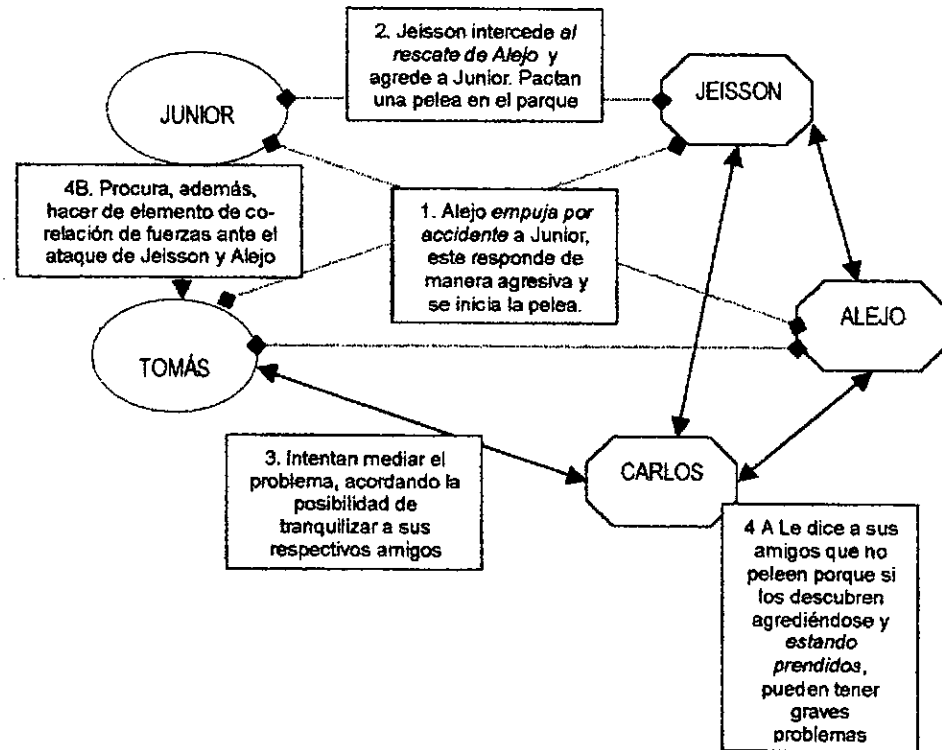 2. Jeisson intercede al
rescate de Alejo y
agrede a Junior. Pactan
una pelea en el parque
JUNIOR
JEISSON
4B. Procura, además,
hacer de elemento de co-
relación de fuerzas ante el
ataque de Jeisson y Alejo
1. Alejo empuja por
accidente a Junior,
este responde de
manera agresiva y
se inicia la pelea.
ALEJO
TOMÁS
3. Intentan mediar el
problema, acordando la
posibilidad de
tranquilizar a sus
respectivos amigos
CARLOS
4 A Le dice a sus
amigos que no
peleen porque si
los descubren
agrediéndose y
estando
prendidos,
pueden tener
graves
problemas